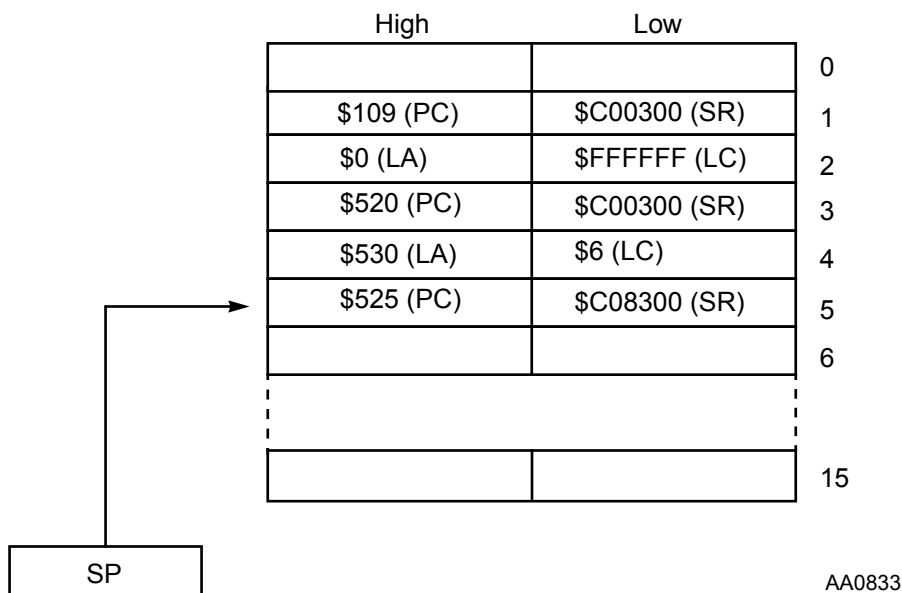 High Low
0
$109 (PC) $C00300 (SR) 1
$0 (LA) $FFFFFF (LC) 2
$520 (PC) $C00300 (SR) 3
$530 (LA) $6 (LC) 4
$525 (PC) $C08300 (SR) 5
6
15
SP
AA0833